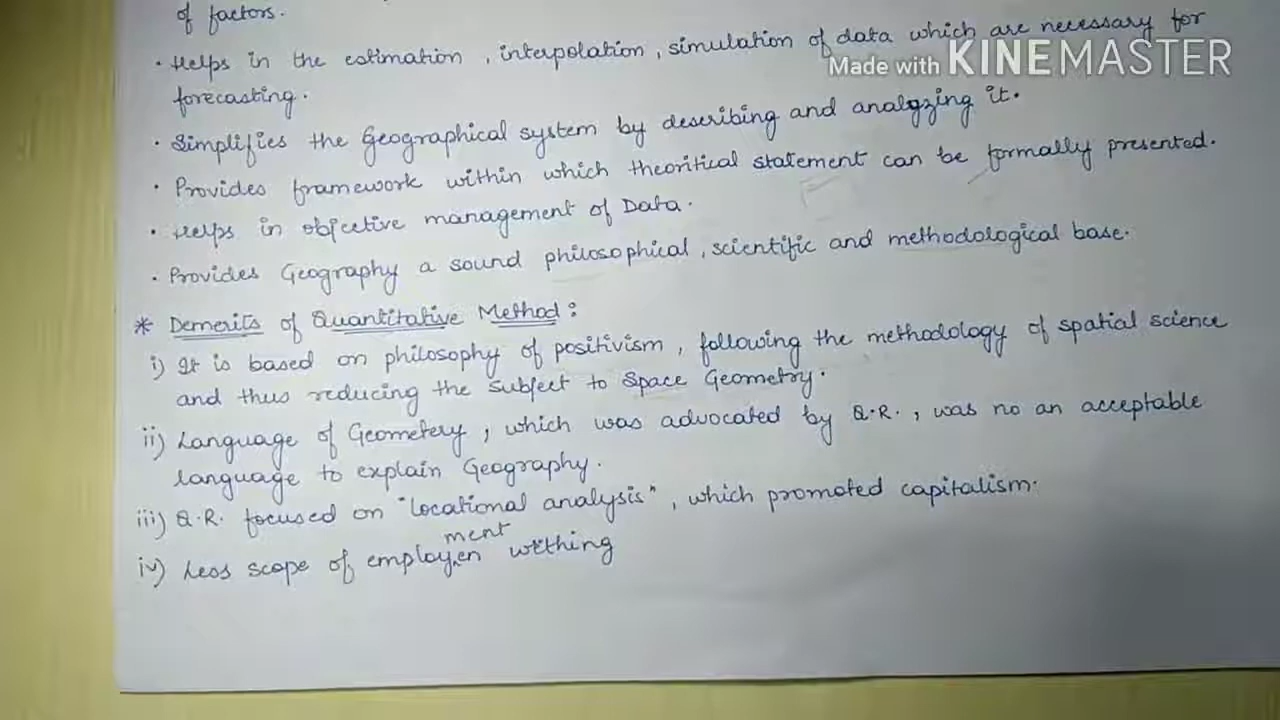 of factors.
• Helps in the estimation, interpolation, simulation of data which are necessary for
Made with KINEMASTER
forecasting.
• Simplifies the Geographical system by describing and analyzing it.
• Provides framework within which theoritical statement can be formally presented.
• Helps in objective management of Data.
• Provides Geography a sound philosophical, scientific and methodological base.
* Demerits of Quantitative Method:
i) It is based on philosophy of positivism, following the methodology of spatial science
and thus reducing the subject to Space Geometry.
ii) Language of Geometery, which was advocated by Q.R., was no an acceptable
language to explain Geography.
iii) Q.R. focused on "locational analysis", which promoted capitalism.
ment
iv) Less scope of employen withing